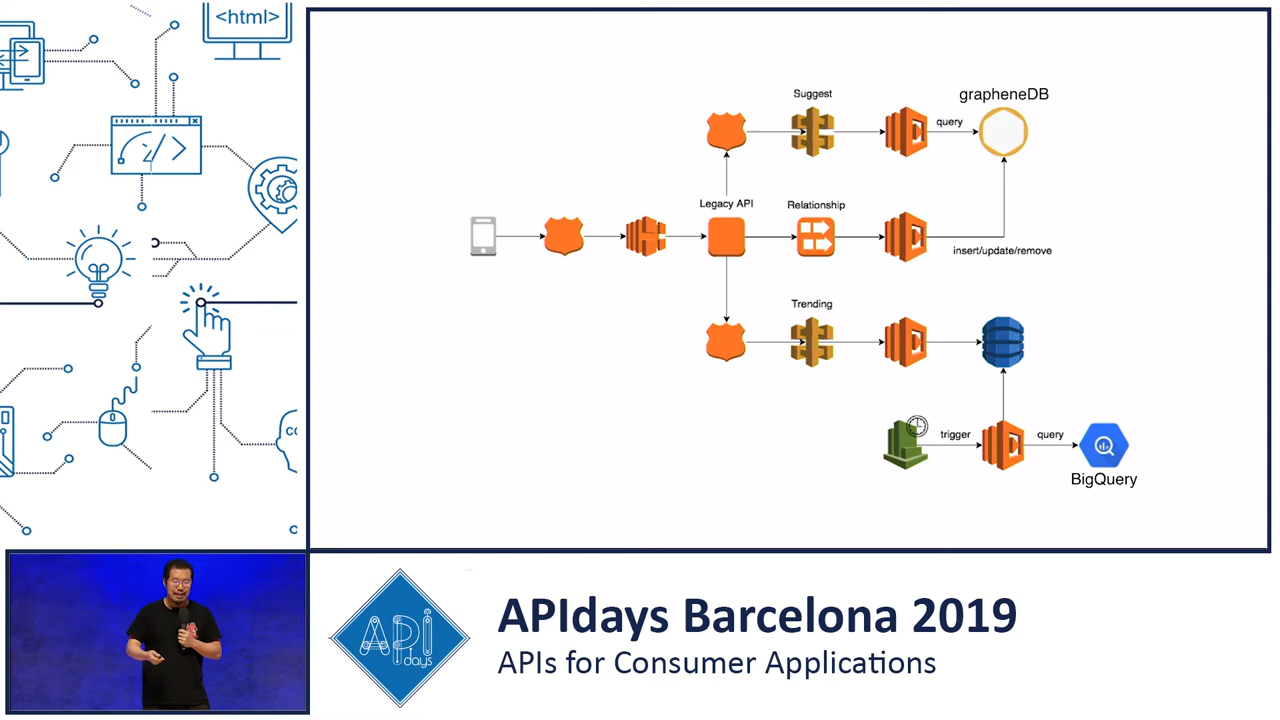 <html>
Suggest
grapheneDB
query
Legacy API
Relationship
insert/update/remove
Trending
trigger
query
BigQuery
CO
API
days
APIdays Barcelona 2019
APIs for Consumer Applications